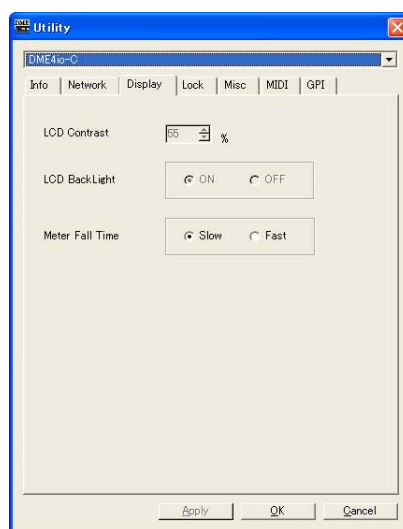 DME Utility
DME4io-C
Info Network Display Lock Misc MIDI GPI
LCD Contrast 55 %
LCD BackLight ON OFF
Meter Fall Time Slow Fast
Apply OK Cancel